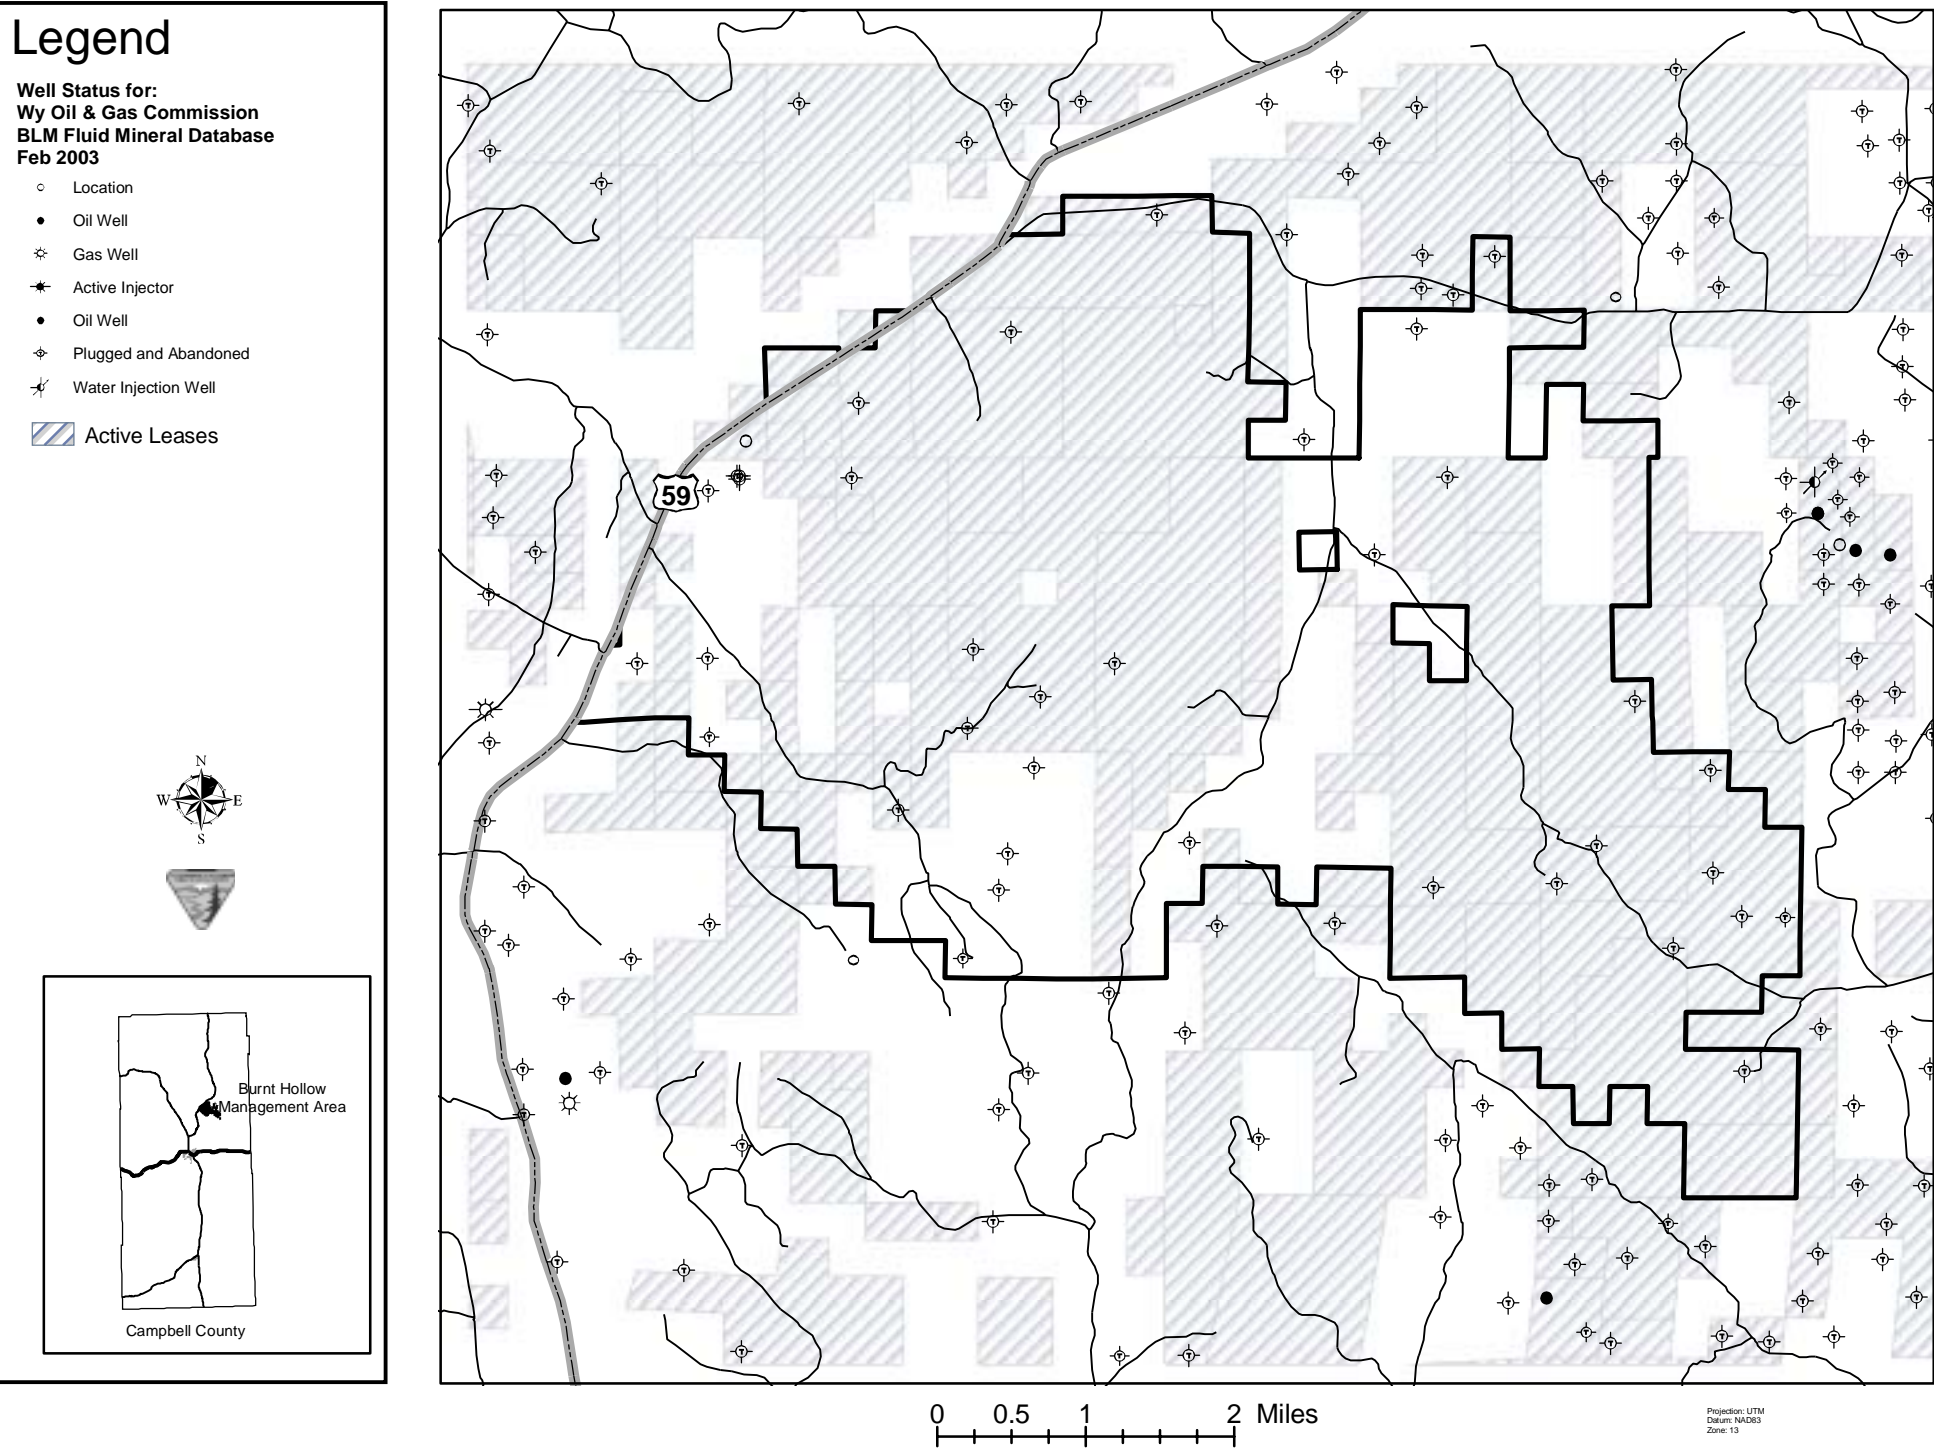 Legend
Well Status for:
Wy Oil & Gas Commission
BLM Fluid Mineral Database
Feb 2003
Location
Oil Well
Gas Well
Active Injector
Oil Well
Plugged and Abandoned
Water Injection Well
Active Leases
59
N
W E
S
Burnt Hollow
Management Area
Campbell County
0 0.5 1 2 Miles
Projection: UTM
Datum: NAD83
Zone: 13